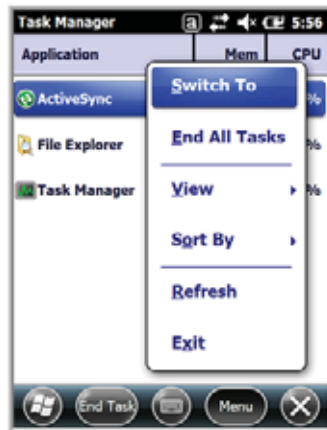 Task Manager a 5:56
Application Mem CPU
ActiveSync %
File Explorer %
Task Manager %
Switch To
End All Tasks
View
Sort By
Refresh
Exit
End Task Menu